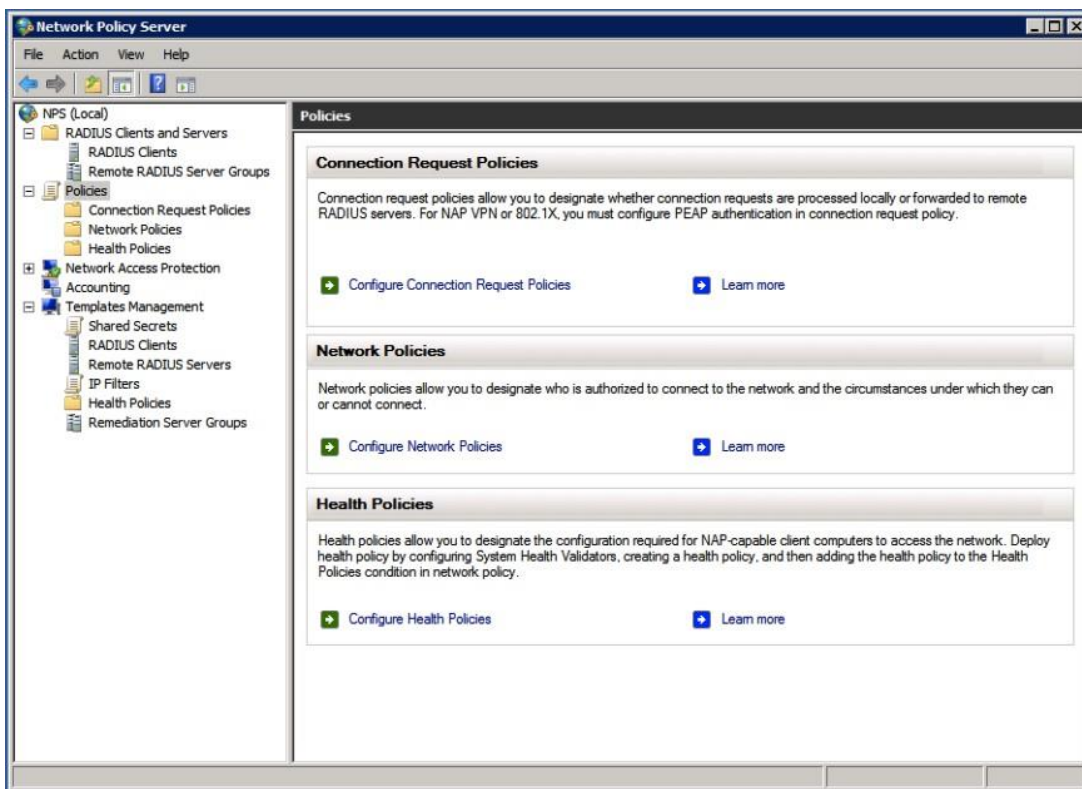 Network Policy Server
File Action View Help
NPS (Local)
RADIUS Clients and Servers
RADIUS Clients
Remote RADIUS Server Groups
Policies
Connection Request Policies
Network Policies
Health Policies
Network Access Protection
Accounting
Templates Management
Shared Secrets
RADIUS Clients
Remote RADIUS Servers
IP Filters
Health Policies
Remediation Server Groups
Policies
Connection Request Policies
Connection request policies allow you to designate whether connection requests are processed locally or forwarded to remote
RADIUS servers. For NAP VPN or 802.1X, you must configure PEAP authentication in connection request policy.
Configure Connection Request Policies Learn more
Network Policies
Network policies allow you to designate who is authorized to connect to the network and the circumstances under which they can
or cannot connect.
Configure Network Policies Learn more
Health Policies
Health policies allow you to designate the configuration required for NAP-capable client computers to access the network. Deploy
health policy by configuring System Health Validators, creating a health policy, and then adding the health policy to the Health
Policies condition in network policy.
Configure Health Policies Learn more